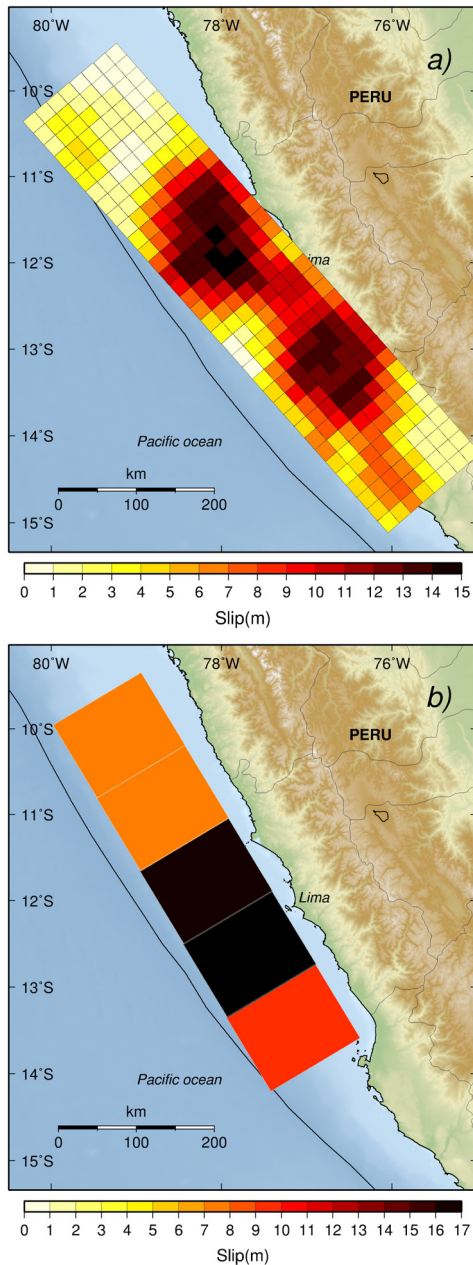 80˚W 78˚W 76˚W
a)
10˚S
PERU
11˚S
12˚S
ima
13˚S
14˚S
Pacific ocean
km
15˚S
0 100 200
0 1 2 3 4 5 6 7 8 9 10 11 12 13 14 15
Slip(m)
80˚W 78˚W 76˚W
b)
10˚S
PERU
11˚S
12˚S
Lima
13˚S
14˚S
Pacific ocean
km
15˚S
0 100 200
0 1 2 3 4 5 6 7 8 9 10 11 12 13 14 15 16 17
Slip(m)